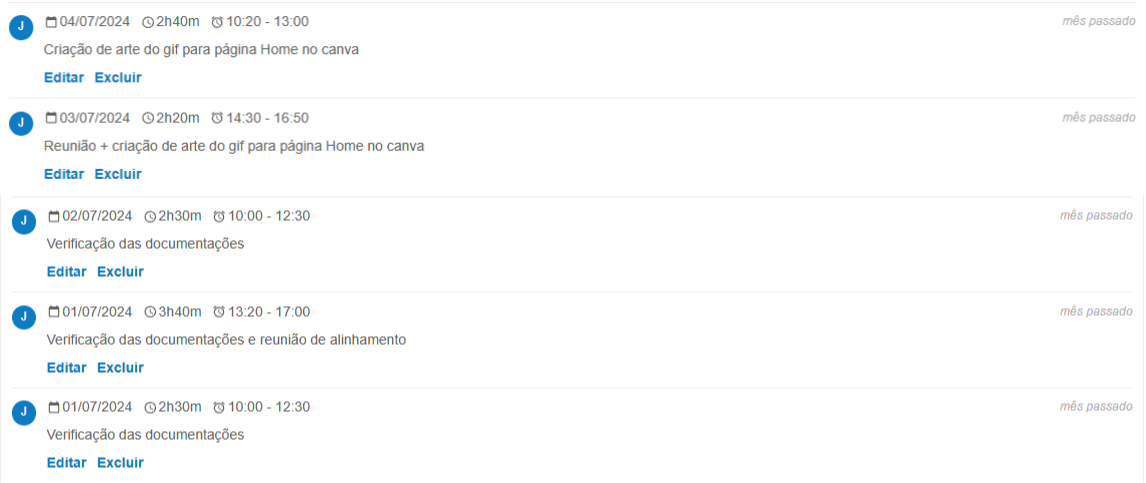 J 04/07/2024 2h40m 10:20 - 13:00 mês passado
Criação de arte do gif para página Home no canva
Editar Excluir
J 03/07/2024 2h20m 14:30 - 16:50 mês passado
Reunião + criação de arte do gif para página Home no canva
Editar Excluir
J 02/07/2024 2h30m 10:00 - 12:30 mês passado
Verificação das documentações
Editar Excluir
J 01/07/2024 3h40m 13:20 - 17:00 mês passado
Verificação das documentações e reunião de alinhamento
Editar Excluir
J 01/07/2024 2h30m 10:00 - 12:30 mês passado
Verificação das documentações
Editar Excluir